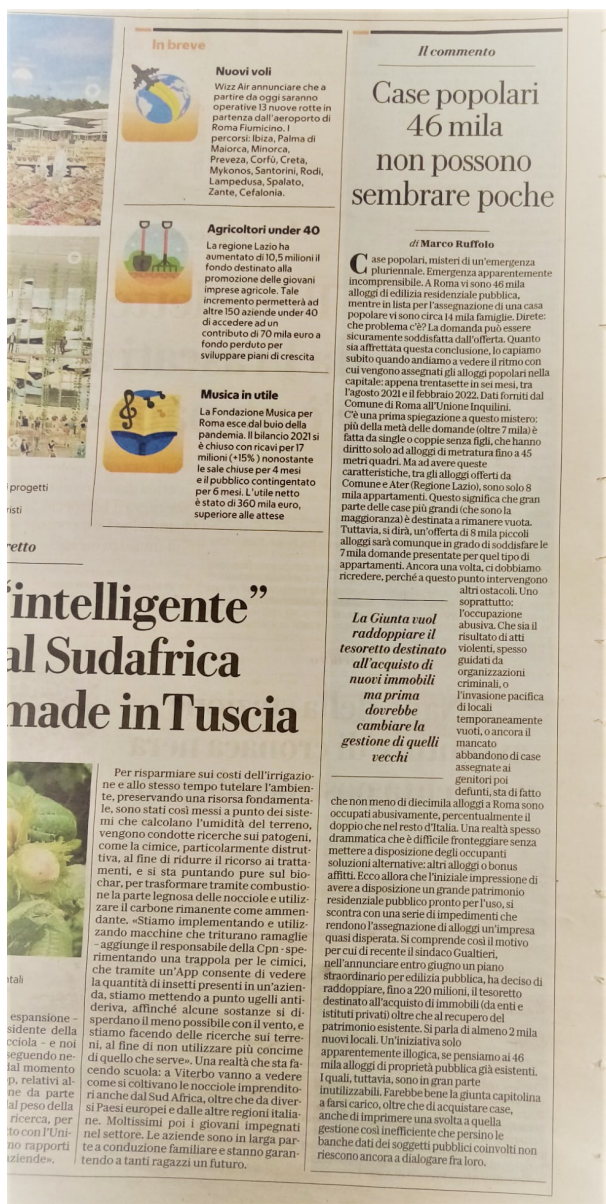 In breve
Nuovi voli
Wizz Air annunciare che a
partire da oggi saranno
operative 13 nuove rotte in
partenza dall'aeroporto di
Roma Fiumicino. I
percorsi: Ibiza, Palma di
Maiorca, Minorca,
Preveza, Corfù, Creta,
Mykonos, Santorini, Rodi,
Lampedusa, Spalato,
Zante, Cefalonia.
Agricoltori under 40
La regione Lazio ha
aumentato di 10,5 milioni il
fondo destinato alla
promozione delle giovani
imprese agricole. Tale
incremento permetterà ad
altre 150 aziende under 40
di accedere ad un
contributo di 70 mila euro a
fondo perduto per
sviluppare piani di crescita
Musica in utile
La Fondazione Musica per
Roma esce dal buio della
pandemia. Il bilancio 2021 si
è chiuso con ricavi per 17
milioni (+15%) nonostante
le sale chiuse per 4 mesi
e il pubblico contingentato
per 6 mesi. L'utile netto
è stato di 360 mila euro,
superiore alle attese
progetti
risti
retto
“intelligente”
al Sudafrica
made in Tuscia
Per risparmiare sui costi dell'irrigazio-
ne e allo stesso tempo tutelare l'ambien-
te, preservando una risorsa fondamenta-
le, sono stati così messi a punto dei siste-
mi che calcolano l'umidità del terreno,
vengono condotte ricerche sui patogeni,
come la cimice, particolarmente distrut-
tiva, al fine di ridurre il ricorso ai tratta-
menti, e si sta puntando pure sul bio-
char, per trasformare tramite combustio-
ne la parte legnosa delle nocciole e utiliz-
zare il carbone rimanente come ammen-
dante. «Stiamo implementando e utiliz-
zando macchine che triturano ramaglie
– aggiunge il responsabile della Cpn - spe-
rimentando una trappola per le cimici,
che tramite un'App consente di vedere
la quantità di insetti presenti in un'azien-
da, stiamo mettendo a punto ugelli anti-
deriva, affinché alcune sostanze si di-
sperdano il meno possibile con il vento, e
stiamo facendo delle ricerche sui terre-
ni, al fine di non utilizzare più concime
di quello che serve». Una realtà che sta fa-
cendo scuola: a Viterbo vanno a vedere
come si coltivano le nocciole imprendito-
ri anche dal Sud Africa, oltre che da diver-
si Paesi europei e dalle altre regioni italia-
ne. Moltissimi poi i giovani impegnati
nel settore. Le aziende sono in larga par-
te a conduzione familiare e stanno garan-
tendo a tanti ragazzi un futuro.
ntali
espansione -
sidente della
cciola - e noi
seguendo ne-
dal momento
op, relativi al-
ne da parte
dal peso della
ricerca, per
to con l'Uni-
no rapporti
aziende».
Il commento
Case popolari
46 mila
non possono
sembrare poche
di Marco Ruffolo
Case popolari, misteri di un'emergenza
pluriennale. Emergenza apparentemente
incomprensibile. A Roma vi sono 46 mila
alloggi di edilizia residenziale pubblica,
mentre in lista per l'assegnazione di una casa
popolare vi sono circa 14 mila famiglie. Direte:
che problema c'è? La domanda può essere
sicuramente soddisfatta dall'offerta. Quanto
sia affrettata questa conclusione, lo capiamo
subito quando andiamo a vedere il ritmo con
cui vengono assegnati gli alloggi popolari nella
capitale: appena trentasette in sei mesi, tra
l'agosto 2021 e il febbraio 2022. Dati forniti dal
Comune di Roma all'Unione Inquilini.
C'è una prima spiegazione a questo mistero:
più della metà delle domande (oltre 7 mila) è
fatta da single o coppie senza figli, che hanno
diritto solo ad alloggi di metratura fino a 45
metri quadri. Ma ad avere queste
caratteristiche, tra gli alloggi offerti da
Comune e Ater (Regione Lazio), sono solo 8
mila appartamenti. Questo significa che gran
parte delle case più grandi (che sono la
maggioranza) è destinata a rimanere vuota.
Tuttavia, si dirà, un'offerta di 8 mila piccoli
alloggi sarà comunque in grado di soddisfare le
7 mila domande presentate per quel tipo di
appartamenti. Ancora una volta, ci dobbiamo
ricredere, perché a questo punto intervengono
altri ostacoli. Uno
soprattutto:
l'occupazione
abusiva. Che sia il
risultato di atti
violenti, spesso
guidati da
organizzazioni
criminali, o
l'invasione pacifica
di locali
temporaneamente
vuoti, o ancora il
mancato
abbandono di case
assegnate ai
genitori poi
defunti, sta di fatto
La Giunta vuol
raddoppiare il
tesoretto destinato
all'acquisto di
nuovi immobili
ma prima
dovrebbe
cambiare la
gestione di quelli
vecchi
che non meno di diecimila alloggi a Roma sono
occupati abusivamente, percentualmente il
doppio che nel resto d'Italia. Una realtà spesso
drammatica che è difficile fronteggiare senza
mettere a disposizione degli occupanti
soluzioni alternative: altri alloggi o bonus
affitti. Ecco allora che l'iniziale impressione di
avere a disposizione un grande patrimonio
residenziale pubblico pronto per l'uso, si
scontra con una serie di impedimenti che
rendono l'assegnazione di alloggi un'impresa
quasi disperata. Si comprende così il motivo
per cui di recente il sindaco Gualtieri,
nell'annunciare entro giugno un piano
straordinario per edilizia pubblica, ha deciso di
raddoppiare, fino a 220 milioni, il tesoretto
destinato all'acquisto di immobili (da enti e
istituti privati) oltre che al recupero del
patrimonio esistente. Si parla di almeno 2 mila
nuovi locali. Un'iniziativa solo
apparentemente illogica, se pensiamo ai 46
mila alloggi di proprietà pubblica già esistenti.
I quali, tuttavia, sono in gran parte
inutilizzabili. Farebbe bene la giunta capitolina
a farsi carico, oltre che di acquistare case,
anche di imprimere una svolta a quella
gestione così inefficiente che persino le
banche dati dei soggetti pubblici coinvolti non
riescono ancora a dialogare fra loro.